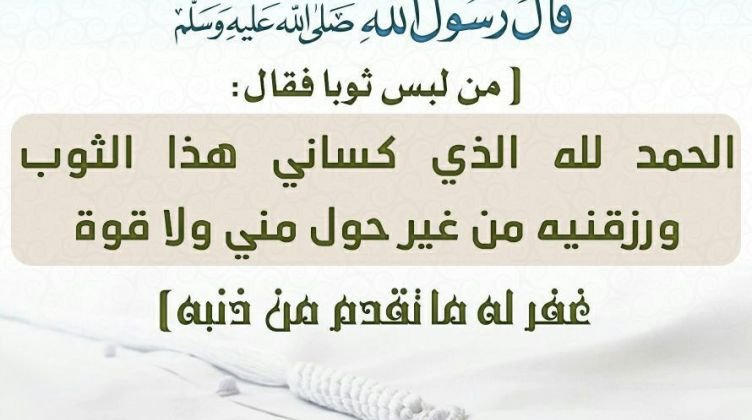 قال رسول الله صلى الله عليه وسلم
[ من لبس ثوبا فقال:
الحمد لله الذي كساني هذا الثوب
ورزقنيه من غير حول مني ولا قوة
غفر له ما تقدم من ذنبه]